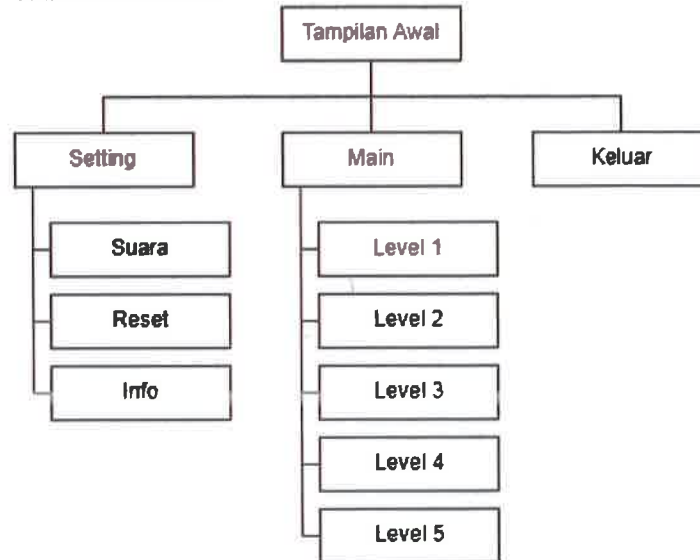 Tampilan Awal
Setting
Main
Keluar
Suara
Reset
Info
Level 1
Level 2
Level 3
Level 4
Level 5